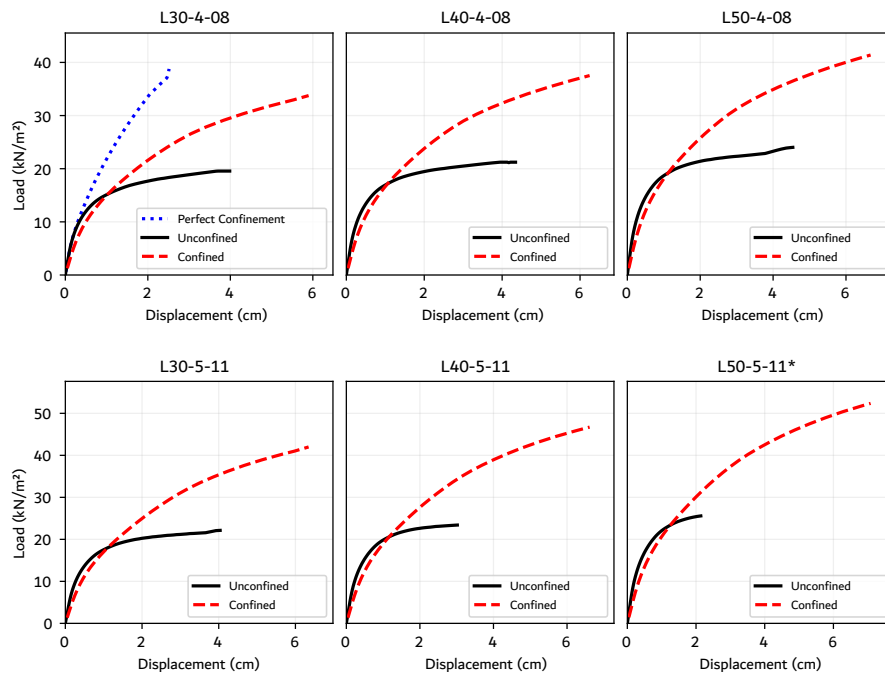 L30-4-08
L40-4-08
L50-4-08
Load (kN/m²)
40
30
20
10
0
Perfect Confinement
Unconfined
Confined
Unconfined
Confined
Unconfined
Confined
0 2 4 6
0 2 4 6
0 2 4 6
Displacement (cm)
Displacement (cm)
Displacement (cm)
L30-5-11
L40-5-11
L50-5-11*
Load (kN/m²)
50
40
30
20
10
0
Unconfined
Confined
Unconfined
Confined
Unconfined
Confined
0 2 4 6
0 2 4 6
0 2 4 6
Displacement (cm)
Displacement (cm)
Displacement (cm)